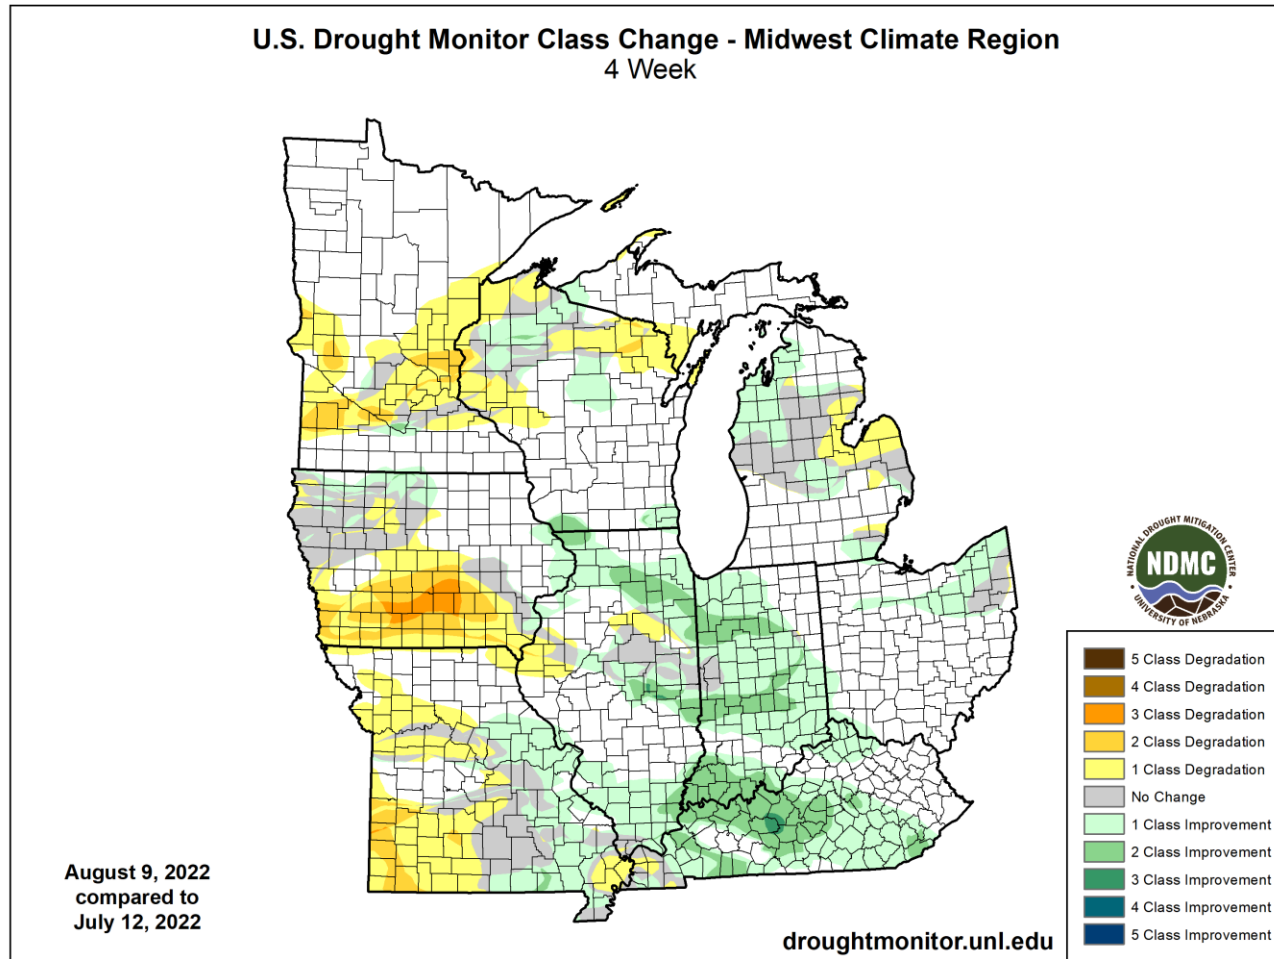 U.S. Drought Monitor Class Change - Midwest Climate Region
4 Week
NATIONAL DROUGHT MITIGATION CENTER
NDMC
UNIVERSITY OF NEBRASKA
5 Class Degradation
4 Class Degradation
3 Class Degradation
2 Class Degradation
1 Class Degradation
No Change
1 Class Improvement
2 Class Improvement
3 Class Improvement
4 Class Improvement
5 Class Improvement
August 9, 2022
compared to
July 12, 2022
droughtmonitor.unl.edu